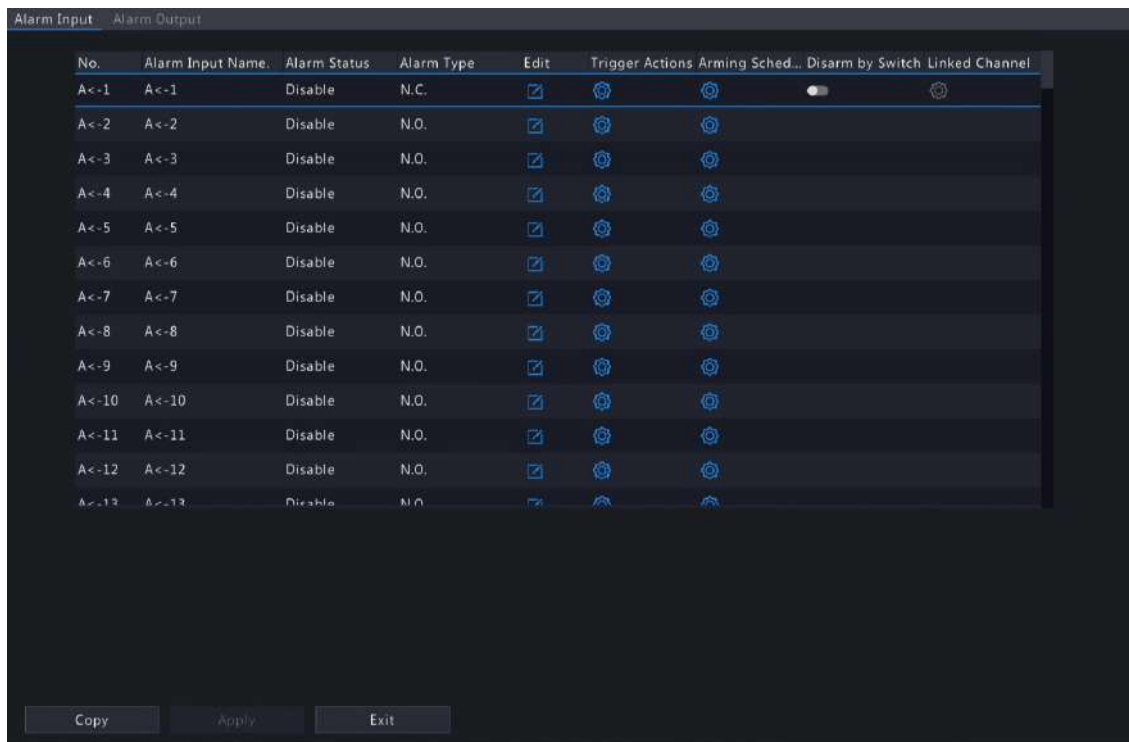 Alarm Input Alarm Output
No. Alarm Input Name. Alarm Status Alarm Type Edit Trigger Actions Arming Sched... Disarm by Switch Linked Channel
A<-1 A<-1 Disable N.C.
A<-2 A<-2 Disable N.O.
A<-3 A<-3 Disable N.O.
A<-4 A<-4 Disable N.O.
A<-5 A<-5 Disable N.O.
A<-6 A<-6 Disable N.O.
A<-7 A<-7 Disable N.O.
A<-8 A<-8 Disable N.O.
A<-9 A<-9 Disable N.O.
A<-10 A<-10 Disable N.O.
A<-11 A<-11 Disable N.O.
A<-12 A<-12 Disable N.O.
A<-13 A<-13 Disable N.O.
Copy Apply Exit